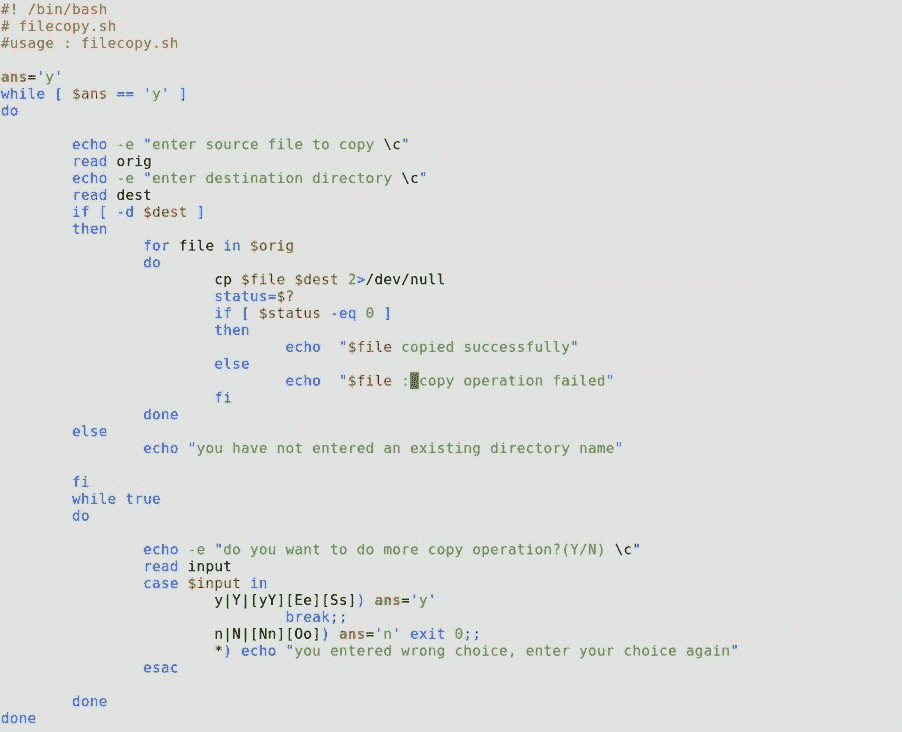 #! /bin/bash
# filecopy.sh
#usage : filecopy.sh
ans='y'
while [ $ans == 'y' ]
do
echo -e "enter source file to copy \c"
read orig
echo -e "enter destination directory \c"
read dest
if [ -d $dest ]
then
for file in $orig
do
cp $file $dest 2>/dev/null
status=$?
if [ $status -eq 0 ]
then
echo  "$file copied successfully"
else
echo  "$file : copy operation failed"
fi
done
else
echo "you have not entered an existing directory name"
fi
while true
do
echo -e "do you want to do more copy operation?(Y/N) \c"
read input
case $input in
y|Y|[yY][Ee][Ss]) ans='y'
break;;
n|N|[Nn][Oo]) ans='n' exit 0;;
*) echo "you entered wrong choice, enter your choice again"
esac
done
done